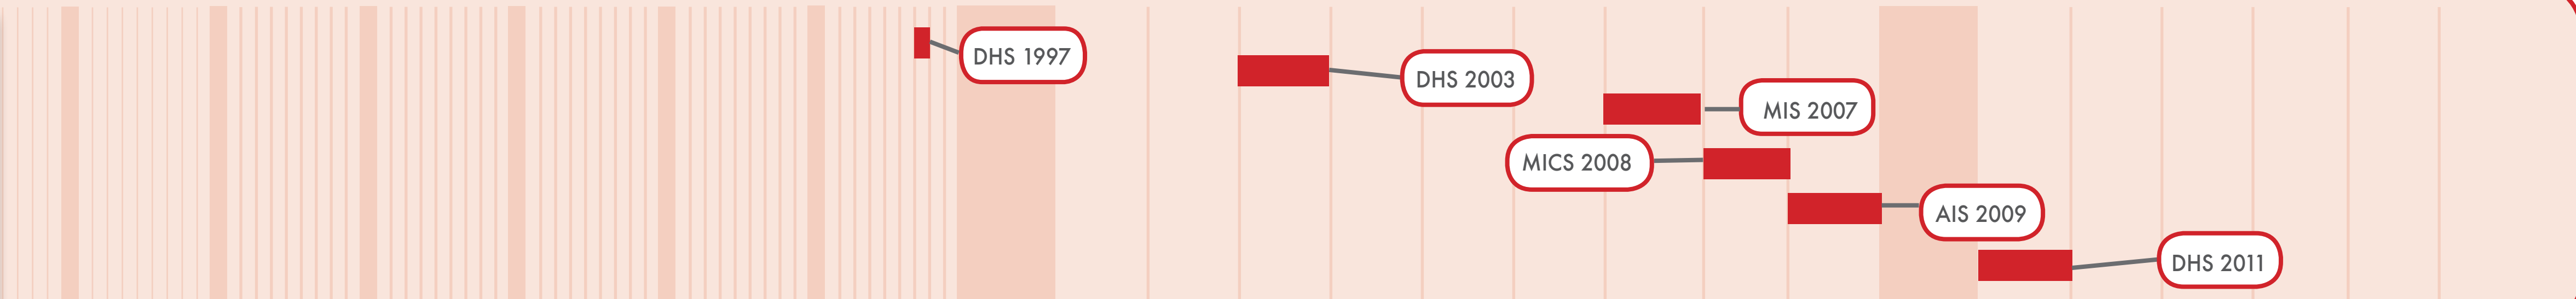 DHS 1997
DHS 2003
MIS 2007
MICS 2008
AIS 2009
DHS 2011